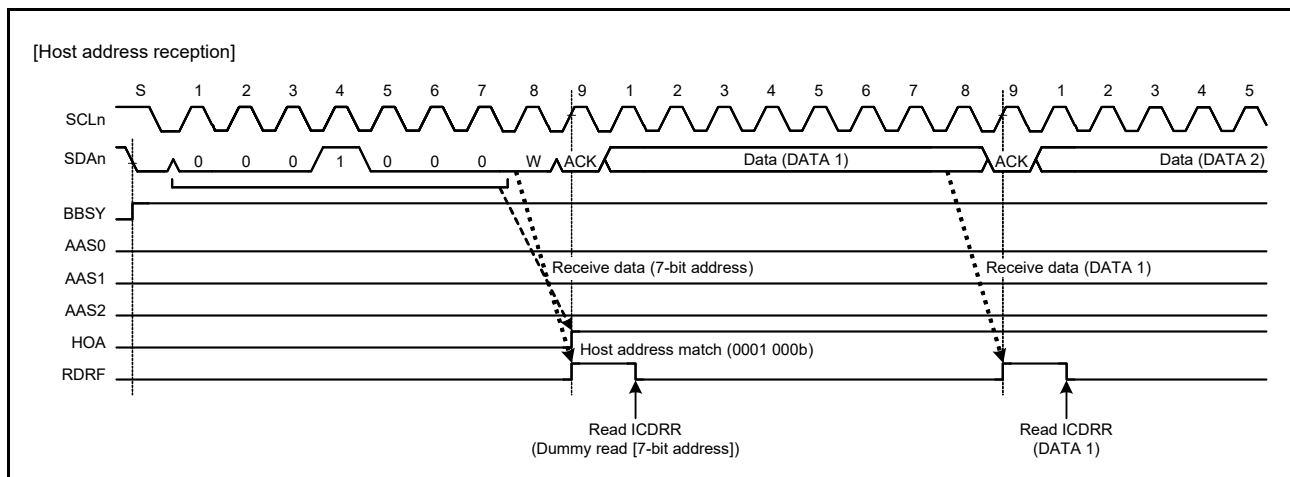 [Host address reception]
S 1 2 3 4 5 6 7 8 9 1 2 3 4 5 6 7 8 9 1 2 3 4 5
SCLn
SDAn 0 0 0 1 0 0 0 W ACK Data (DATA 1) ACK Data (DATA 2)
BBSY
AAS0
Receive data (7-bit address) Receive data (DATA 1)
AAS1
AAS2
HOA
Host address match (0001 000b)
RDRF
Read ICDRR Read ICDRR
(Dummy read [7-bit address]) (DATA 1)